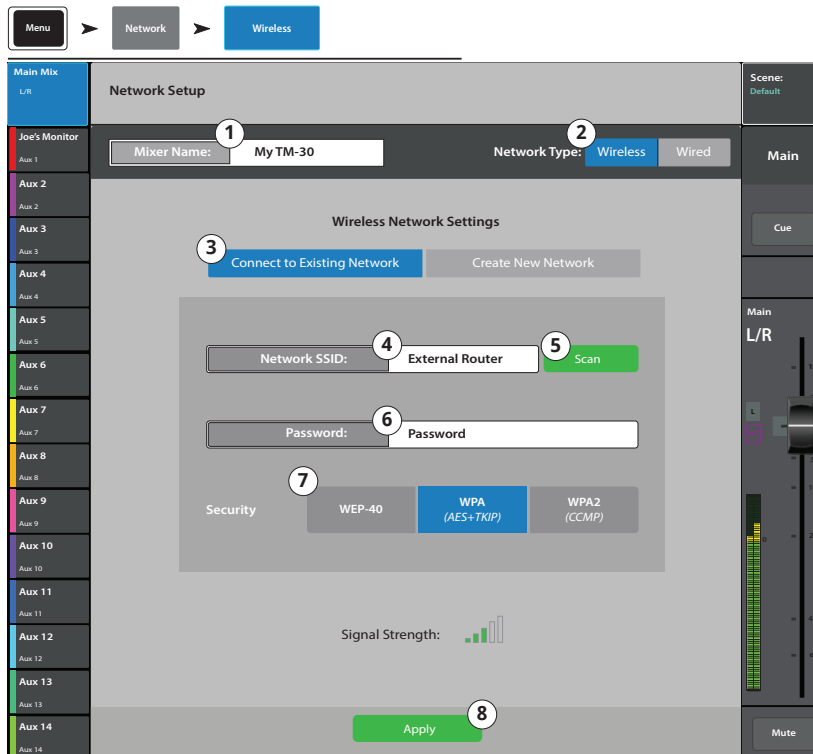 Menu
Network
Wireless
Main Mix
L/R
Network Setup
Scene:
Default
Joe's Monitor
Aux 1
1
Mixer Name:
My TM-30
2
Network Type:
Wireless
Wired
Main
Aux 2
Aux 2
Aux 3
Aux 3
Wireless Network Settings
Cue
3
Connect to Existing Network
Create New Network
Aux 4
Aux 4
Aux 5
Aux 5
Main
L/R
4
Network SSID:
External Router
5
Scan
Aux 6
Aux 6
Aux 7
Aux 7
L
6
Password:
Password
Aux 8
Aux 8
7
Security
WEP-40
WPA
(AES+TKIP)
WPA2
(CCMP)
Aux 9
Aux 9
Aux 10
Aux 10
0
Aux 11
Aux 11
Aux 12
Aux 12
Signal Strength:
Aux 13
Aux 13
Aux 14
Aux 14
8
Apply
Mute